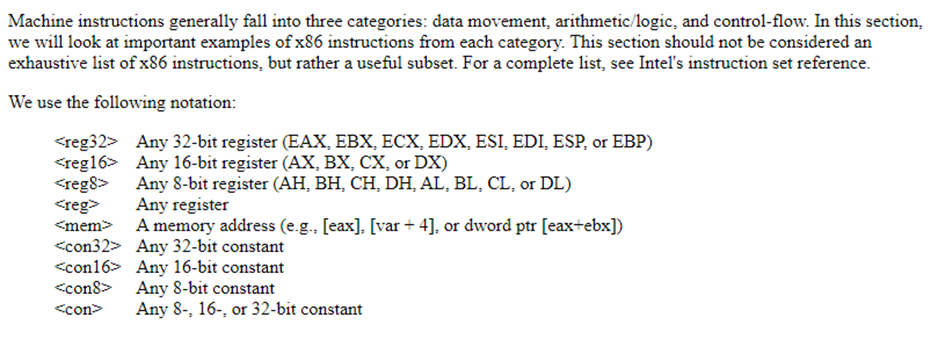 Machine instructions generally fall into three categories: data movement, arithmetic/logic, and control-flow. In this section,
we will look at important examples of x86 instructions from each category. This section should not be considered an
exhaustive list of x86 instructions, but rather a useful subset. For a complete list, see Intel's instruction set reference.
We use the following notation:
<reg32> Any 32-bit register (EAX, EBX, ECX, EDX, ESI, EDI, ESP, or EBP)
<reg16> Any 16-bit register (AX, BX, CX, or DX)
<reg8> Any 8-bit register (AH, BH, CH, DH, AL, BL, CL, or DL)
<reg> Any register
<mem> A memory address (e.g., [eax], [var + 4], or dword ptr [eax+ebx])
<con32> Any 32-bit constant
<con16> Any 16-bit constant
<con8> Any 8-bit constant
<con> Any 8-, 16-, or 32-bit constant